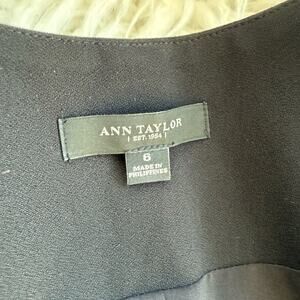 ANN TAYLOR
| EST. 1954 |
6
MADE IN
PHILIPPINES